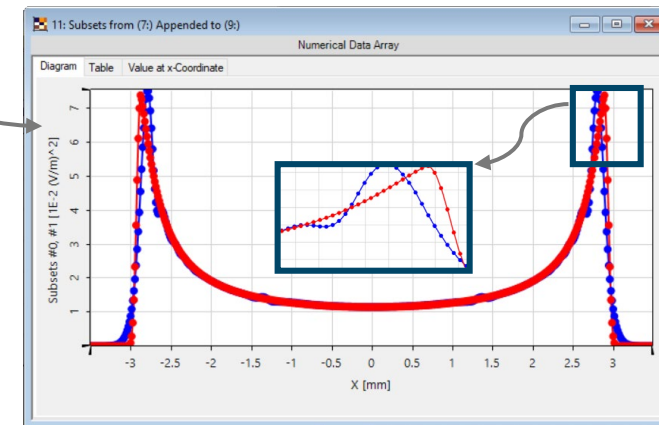 11: Subsets from (7:) Appended to (9:)
Numerical Data Array
Diagram Table Value at x-Coordinate
Subsets #0, #1 [1E-2 (V/m)^2]
7
6
5
4
3
2
1
-3 -2.5 -2 -1.5 -1 -0.5 0 0.5 1 1.5 2 2.5 3
X [mm]